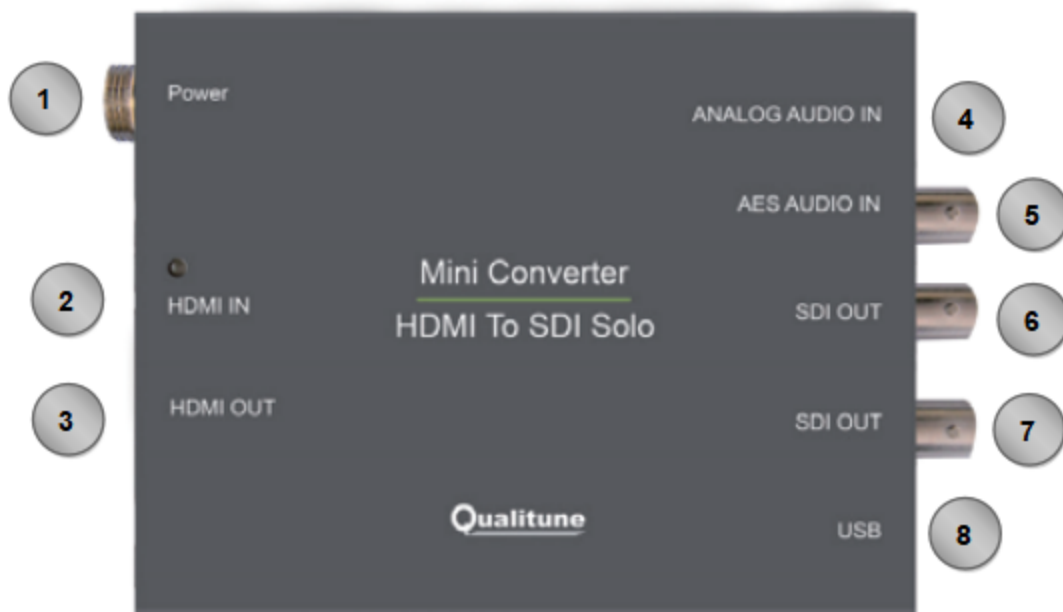 1
Power
ANALOG AUDIO IN
4
AES AUDIO IN
5
2
HDMI IN
Mini Converter
HDMI To SDI Solo
SDI OUT
6
3
HDMI OUT
SDI OUT
7
Qualitune
USB
8